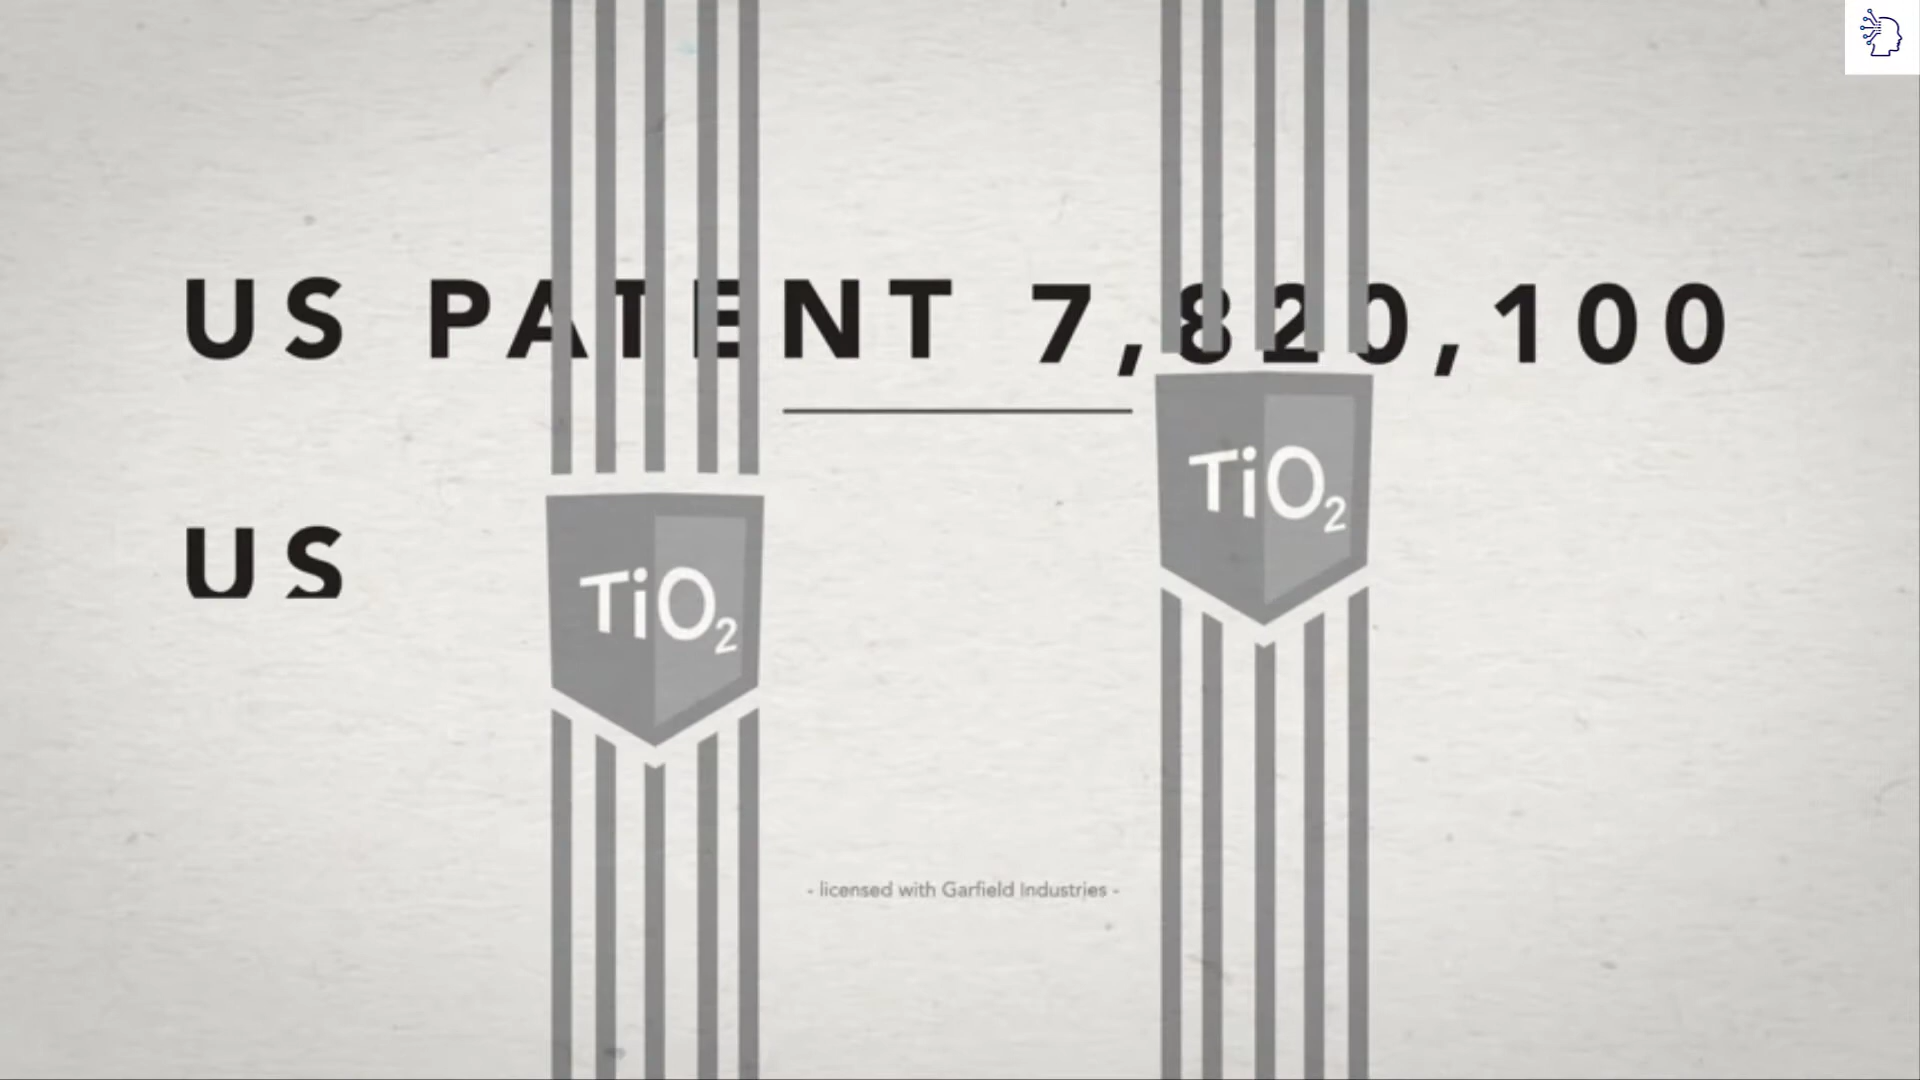 US PATENT 7,820,100
TiO₂
US
TiO₂
- licensed with Garfield Industries -